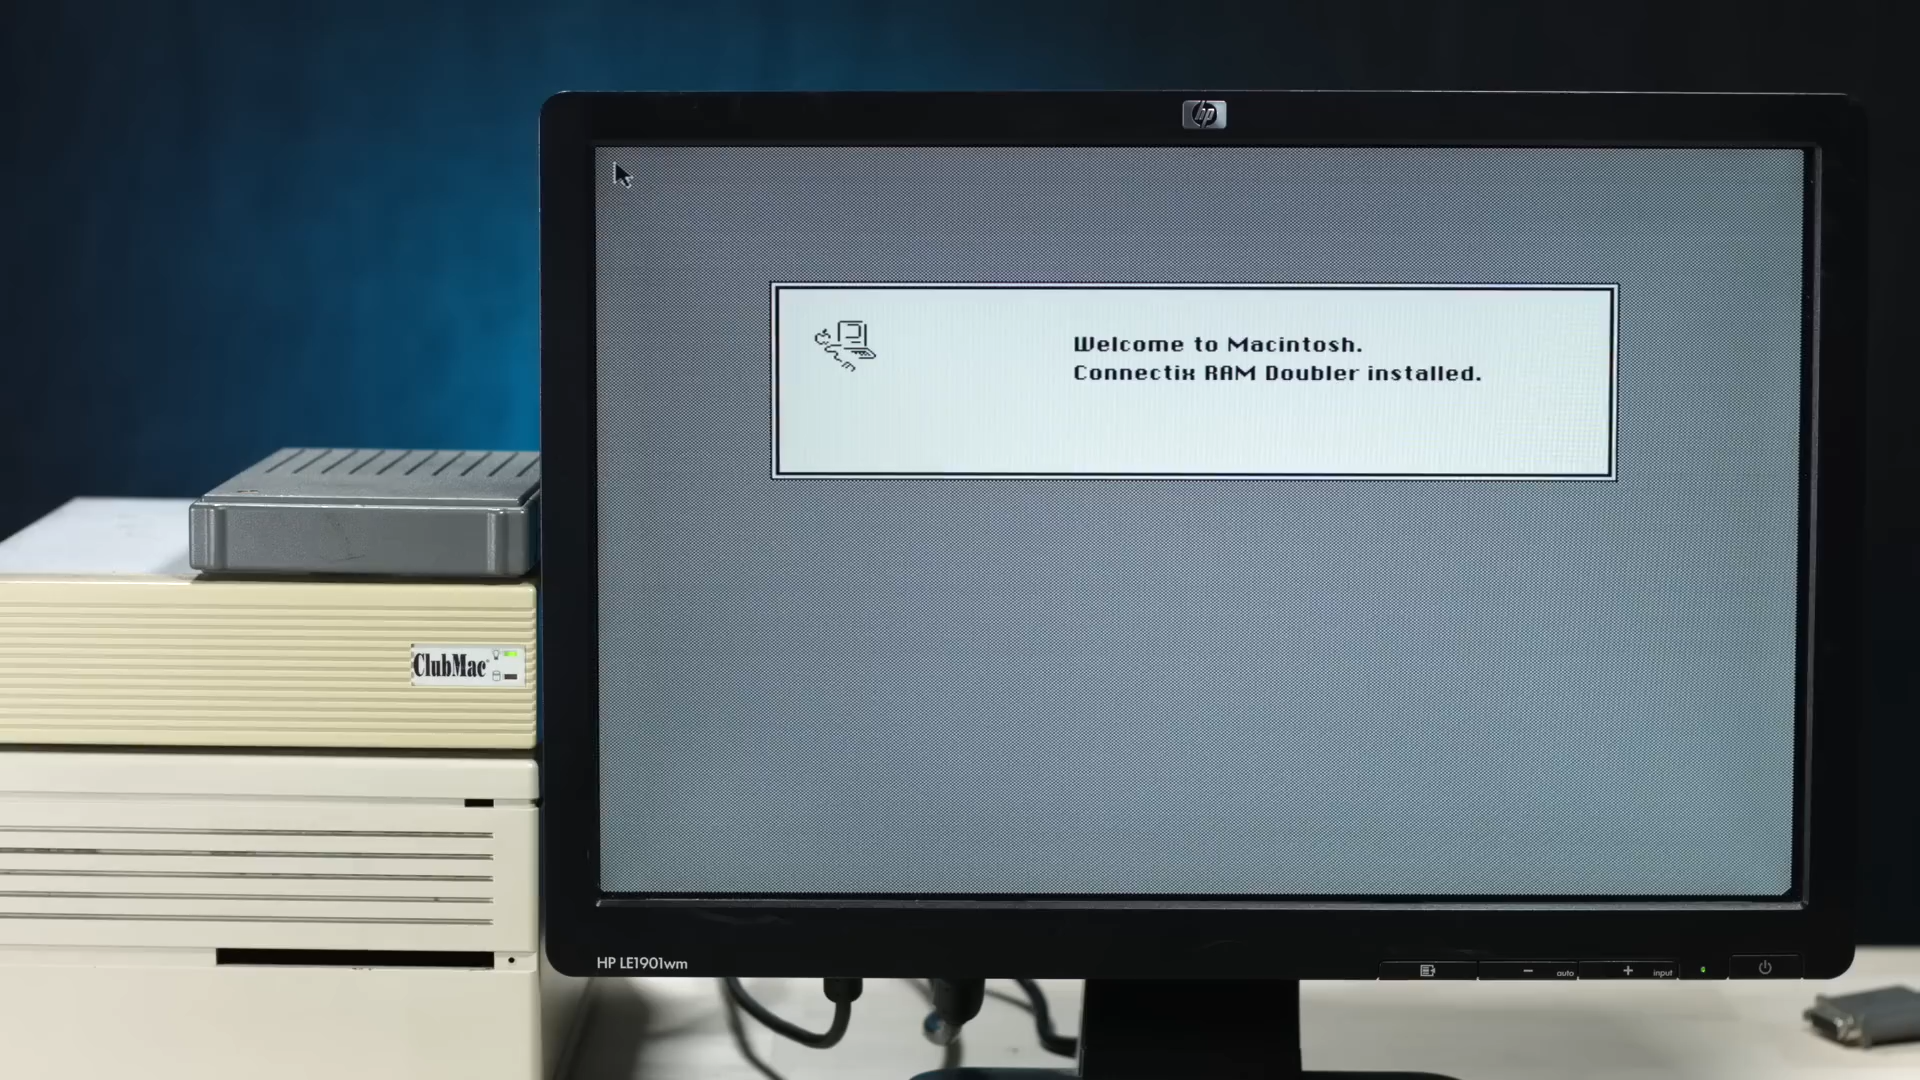 hp
Welcome to Macintosh.
Connectix RAM Doubler installed.
ClubMac
HP LE1901wm
auto
input